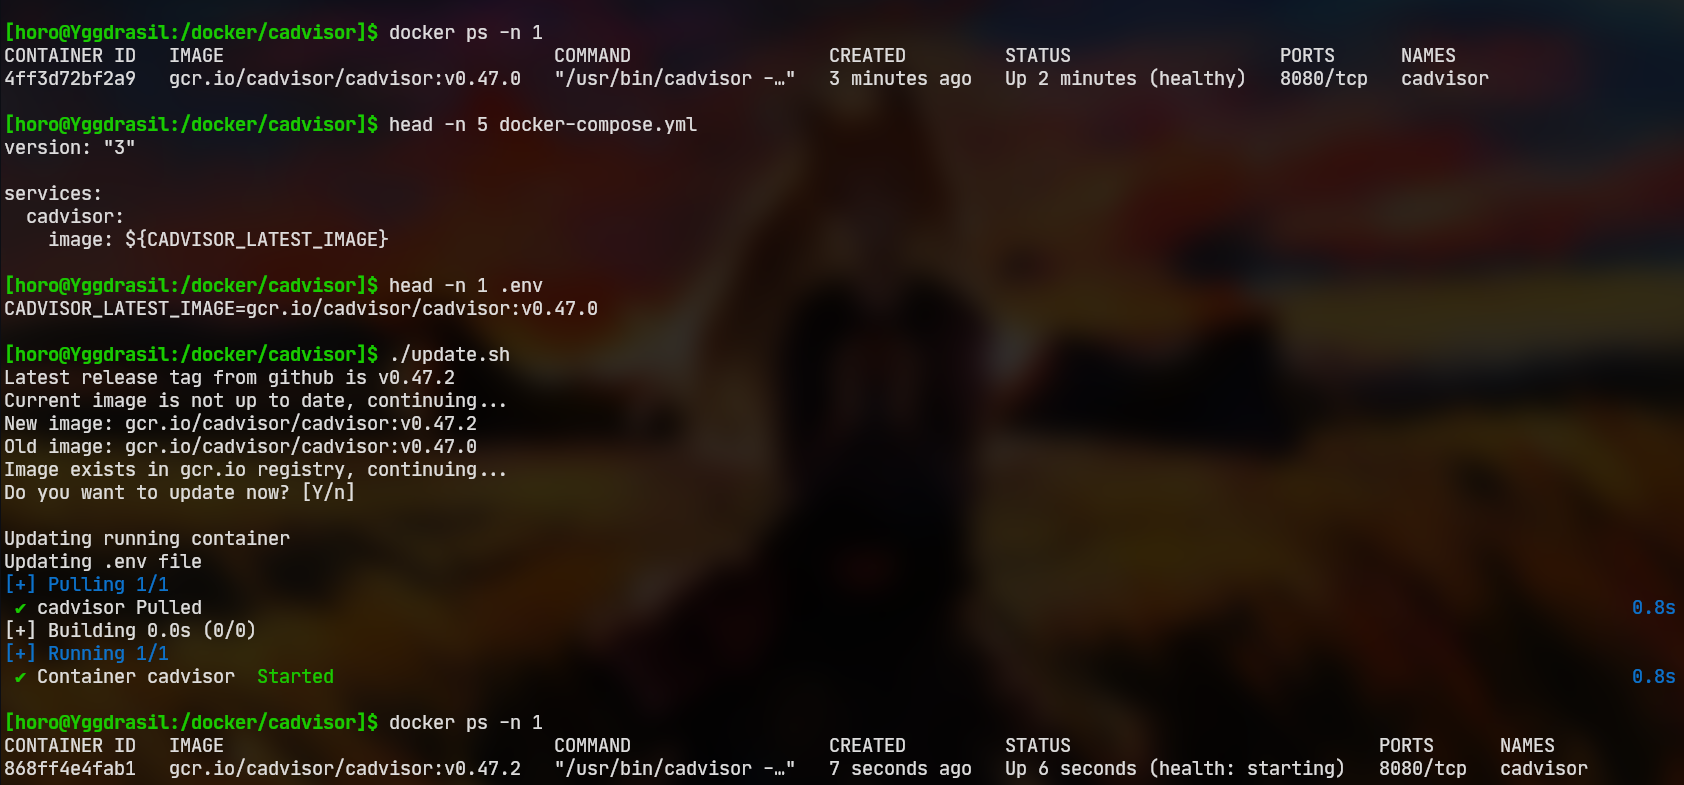 [horo@Yggdrasil:/docker/cadvisor]$ docker ps -n 1
CONTAINER ID   IMAGE                              COMMAND                  CREATED         STATUS                   PORTS      NAMES
4ff3d72bf2a9   gcr.io/cadvisor/cadvisor:v0.47.0   "/usr/bin/cadvisor -…"   3 minutes ago   Up 2 minutes (healthy)   8080/tcp   cadvisor
[horo@Yggdrasil:/docker/cadvisor]$ head -n 5 docker-compose.yml
version: "3"
services:
  cadvisor:
    image: ${CADVISOR_LATEST_IMAGE}
[horo@Yggdrasil:/docker/cadvisor]$ head -n 1 .env
CADVISOR_LATEST_IMAGE=gcr.io/cadvisor/cadvisor:v0.47.0
[horo@Yggdrasil:/docker/cadvisor]$ ./update.sh
Latest release tag from github is v0.47.2
Current image is not up to date, continuing...
New image: gcr.io/cadvisor/cadvisor:v0.47.2
Old image: gcr.io/cadvisor/cadvisor:v0.47.0
Image exists in gcr.io registry, continuing...
Do you want to update now? [Y/n]
Updating running container
Updating .env file
[+] Pulling 1/1
 ✔ cadvisor Pulled 0.8s
[+] Building 0.0s (0/0)
[+] Running 1/1
 ✔ Container cadvisor  Started 0.8s
[horo@Yggdrasil:/docker/cadvisor]$ docker ps -n 1
CONTAINER ID   IMAGE                              COMMAND                  CREATED         STATUS                            PORTS      NAMES
868ff4e4fab1   gcr.io/cadvisor/cadvisor:v0.47.2   "/usr/bin/cadvisor -…"   7 seconds ago   Up 6 seconds (health: starting)   8080/tcp   cadvisor